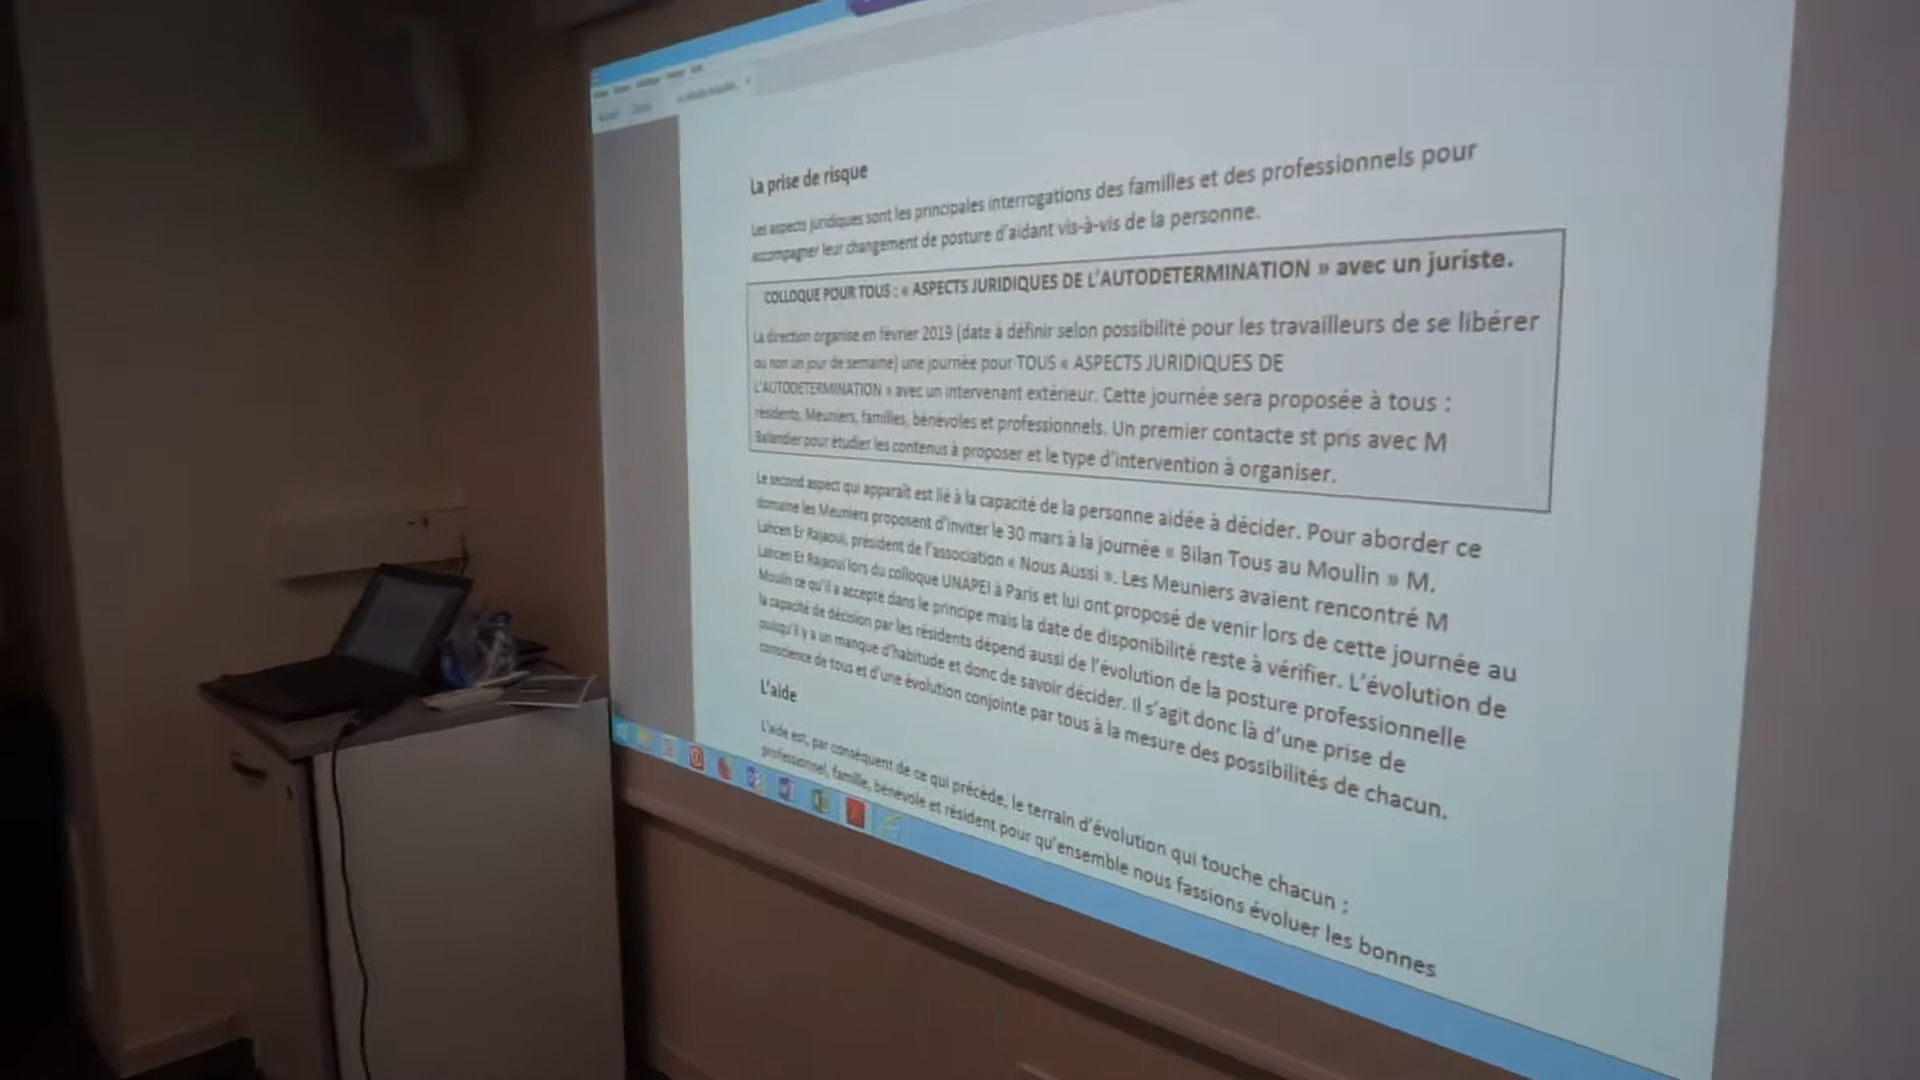 La prise de risque
Les aspects juridiques sont les principales interrogations des familles et des professionnels pour
accompagner leur changement de posture d'aidant vis-à-vis de la personne.
COLLOQUE POUR TOUS : « ASPECTS JURIDIQUES DE L'AUTODETERMINATION » avec un juriste.
La direction organise en février 2019 (date à définir selon possibilité pour les travailleurs de se libérer
ou non un jour de semaine) une journée pour TOUS « ASPECTS JURIDIQUES DE
L'AUTODETERMINATION » avec un intervenant extérieur. Cette journée sera proposée à tous :
résidents, Meuniers, familles, bénévoles et professionnels. Un premier contacte st pris avec M
Balandier pour étudier les contenus à proposer et le type d'intervention à organiser.
Le second aspect qui apparaît est lié à la capacité de la personne aidée à décider. Pour aborder ce
domaine les Meuniers proposent d'inviter le 30 mars à la journée « Bilan Tous au Moulin » M.
Lahcen Er Rajaoui, président de l'association « Nous Aussi ». Les Meuniers avaient rencontré M
Lahcen Er Rajaoui lors du colloque UNAPEI à Paris et lui ont proposé de venir lors de cette journée au
Moulin ce qu'il a accepté dans le principe mais la date de disponibilité reste à vérifier. L'évolution de
la capacité de décision par les résidents dépend aussi de l'évolution de la posture professionnelle
puisqu'il y a un manque d'habitude et donc de savoir décider. Il s'agit donc là d'une prise de
conscience de tous et d'une évolution conjointe par tous à la mesure des possibilités de chacun.
L'aide
L'aide est, par conséquent de ce qui précède, le terrain d'évolution qui touche chacun :
professionnel, famille, bénévole et résident pour qu'ensemble nous fassions évoluer les bonnes